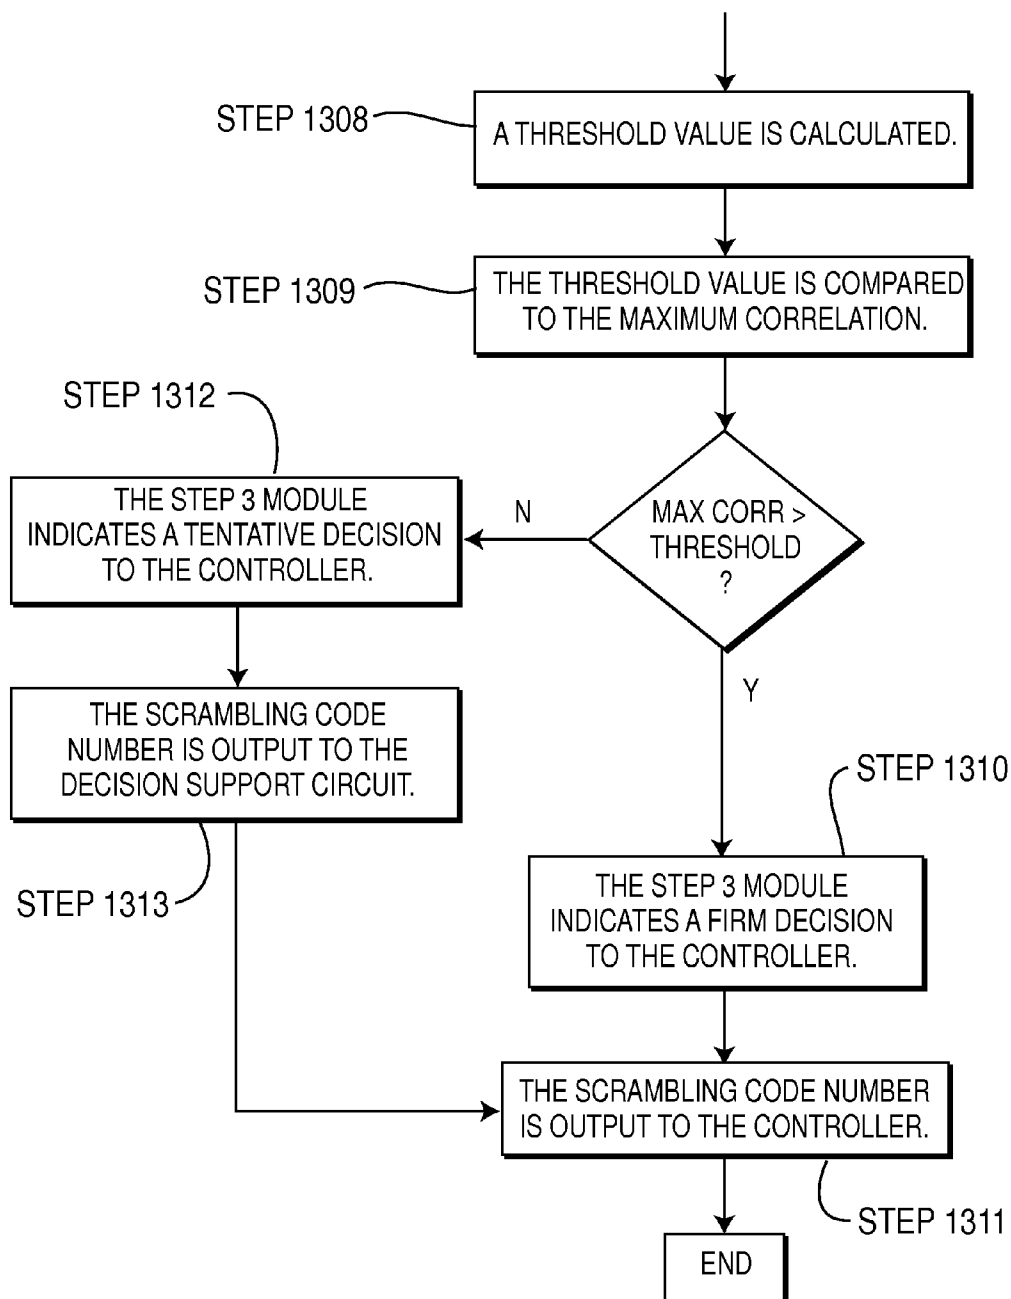 STEP 1308
A THRESHOLD VALUE IS CALCULATED.
STEP 1309
THE THRESHOLD VALUE IS COMPARED
TO THE MAXIMUM CORRELATION.
STEP 1312
THE STEP 3 MODULE
INDICATES A TENTATIVE DECISION
TO THE CONTROLLER.
N
MAX CORR >
THRESHOLD
?
Y
THE SCRAMBLING CODE
NUMBER IS OUTPUT TO THE
DECISION SUPPORT CIRCUIT.
STEP 1313
STEP 1310
THE STEP 3 MODULE
INDICATES A FIRM DECISION
TO THE CONTROLLER.
THE SCRAMBLING CODE NUMBER
IS OUTPUT TO THE CONTROLLER.
STEP 1311
END